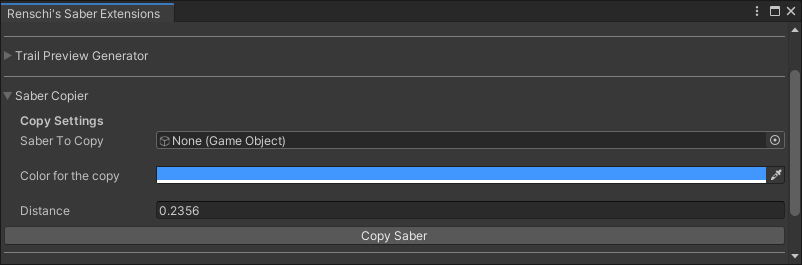 Renschi's Saber Extensions
Trail Preview Generator
Saber Copier
Copy Settings
Saber To Copy None (Game Object)
Color for the copy
Distance 0.2356
Copy Saber